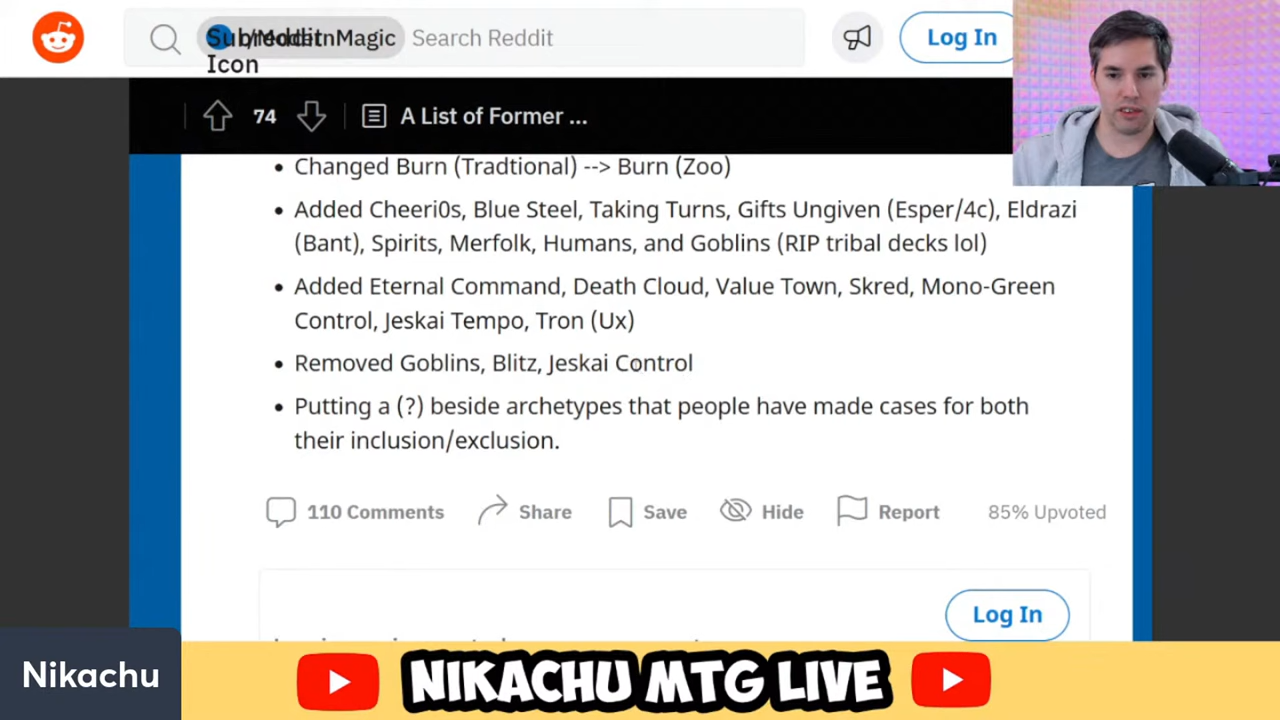 Subreddit Icon r/ModernMagic Search Reddit
Log In
74
A List of Former ...
• Changed Burn (Tradtional) --> Burn (Zoo)
• Added Cheeri0s, Blue Steel, Taking Turns, Gifts Ungiven (Esper/4c), Eldrazi
(Bant), Spirits, Merfolk, Humans, and Goblins (RIP tribal decks lol)
• Added Eternal Command, Death Cloud, Value Town, Skred, Mono-Green
Control, Jeskai Tempo, Tron (Ux)
• Removed Goblins, Blitz, Jeskai Control
• Putting a (?) beside archetypes that people have made cases for both
their inclusion/exclusion.
110 Comments Share Save Hide Report 85% Upvoted
Log In
Nikachu
NIKACHU MTG LIVE